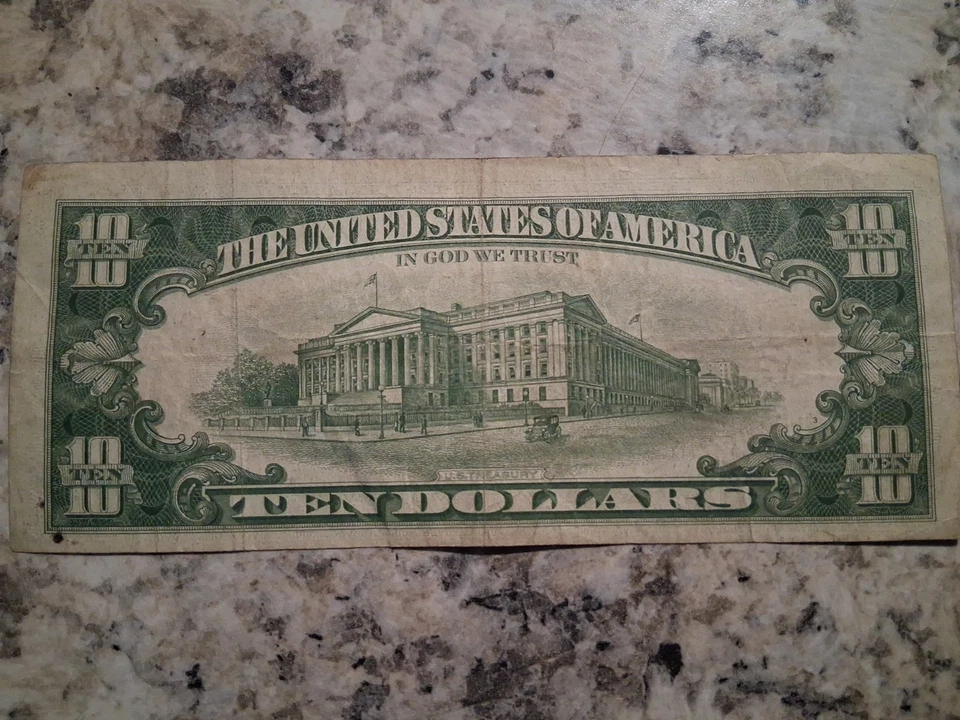 10 TEN 10
THE UNITED STATES OF AMERICA
10 TEN 10
IN GOD WE TRUST
U.S. TREASURY
10 TEN 10
TEN DOLLARS
10 TEN 10